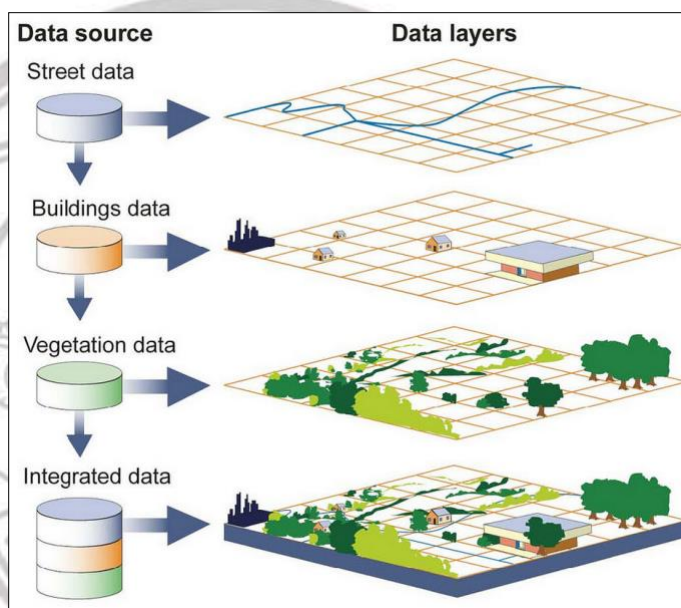 Data source
Data layers
Street data
Buildings data
Vegetation data
Integrated data